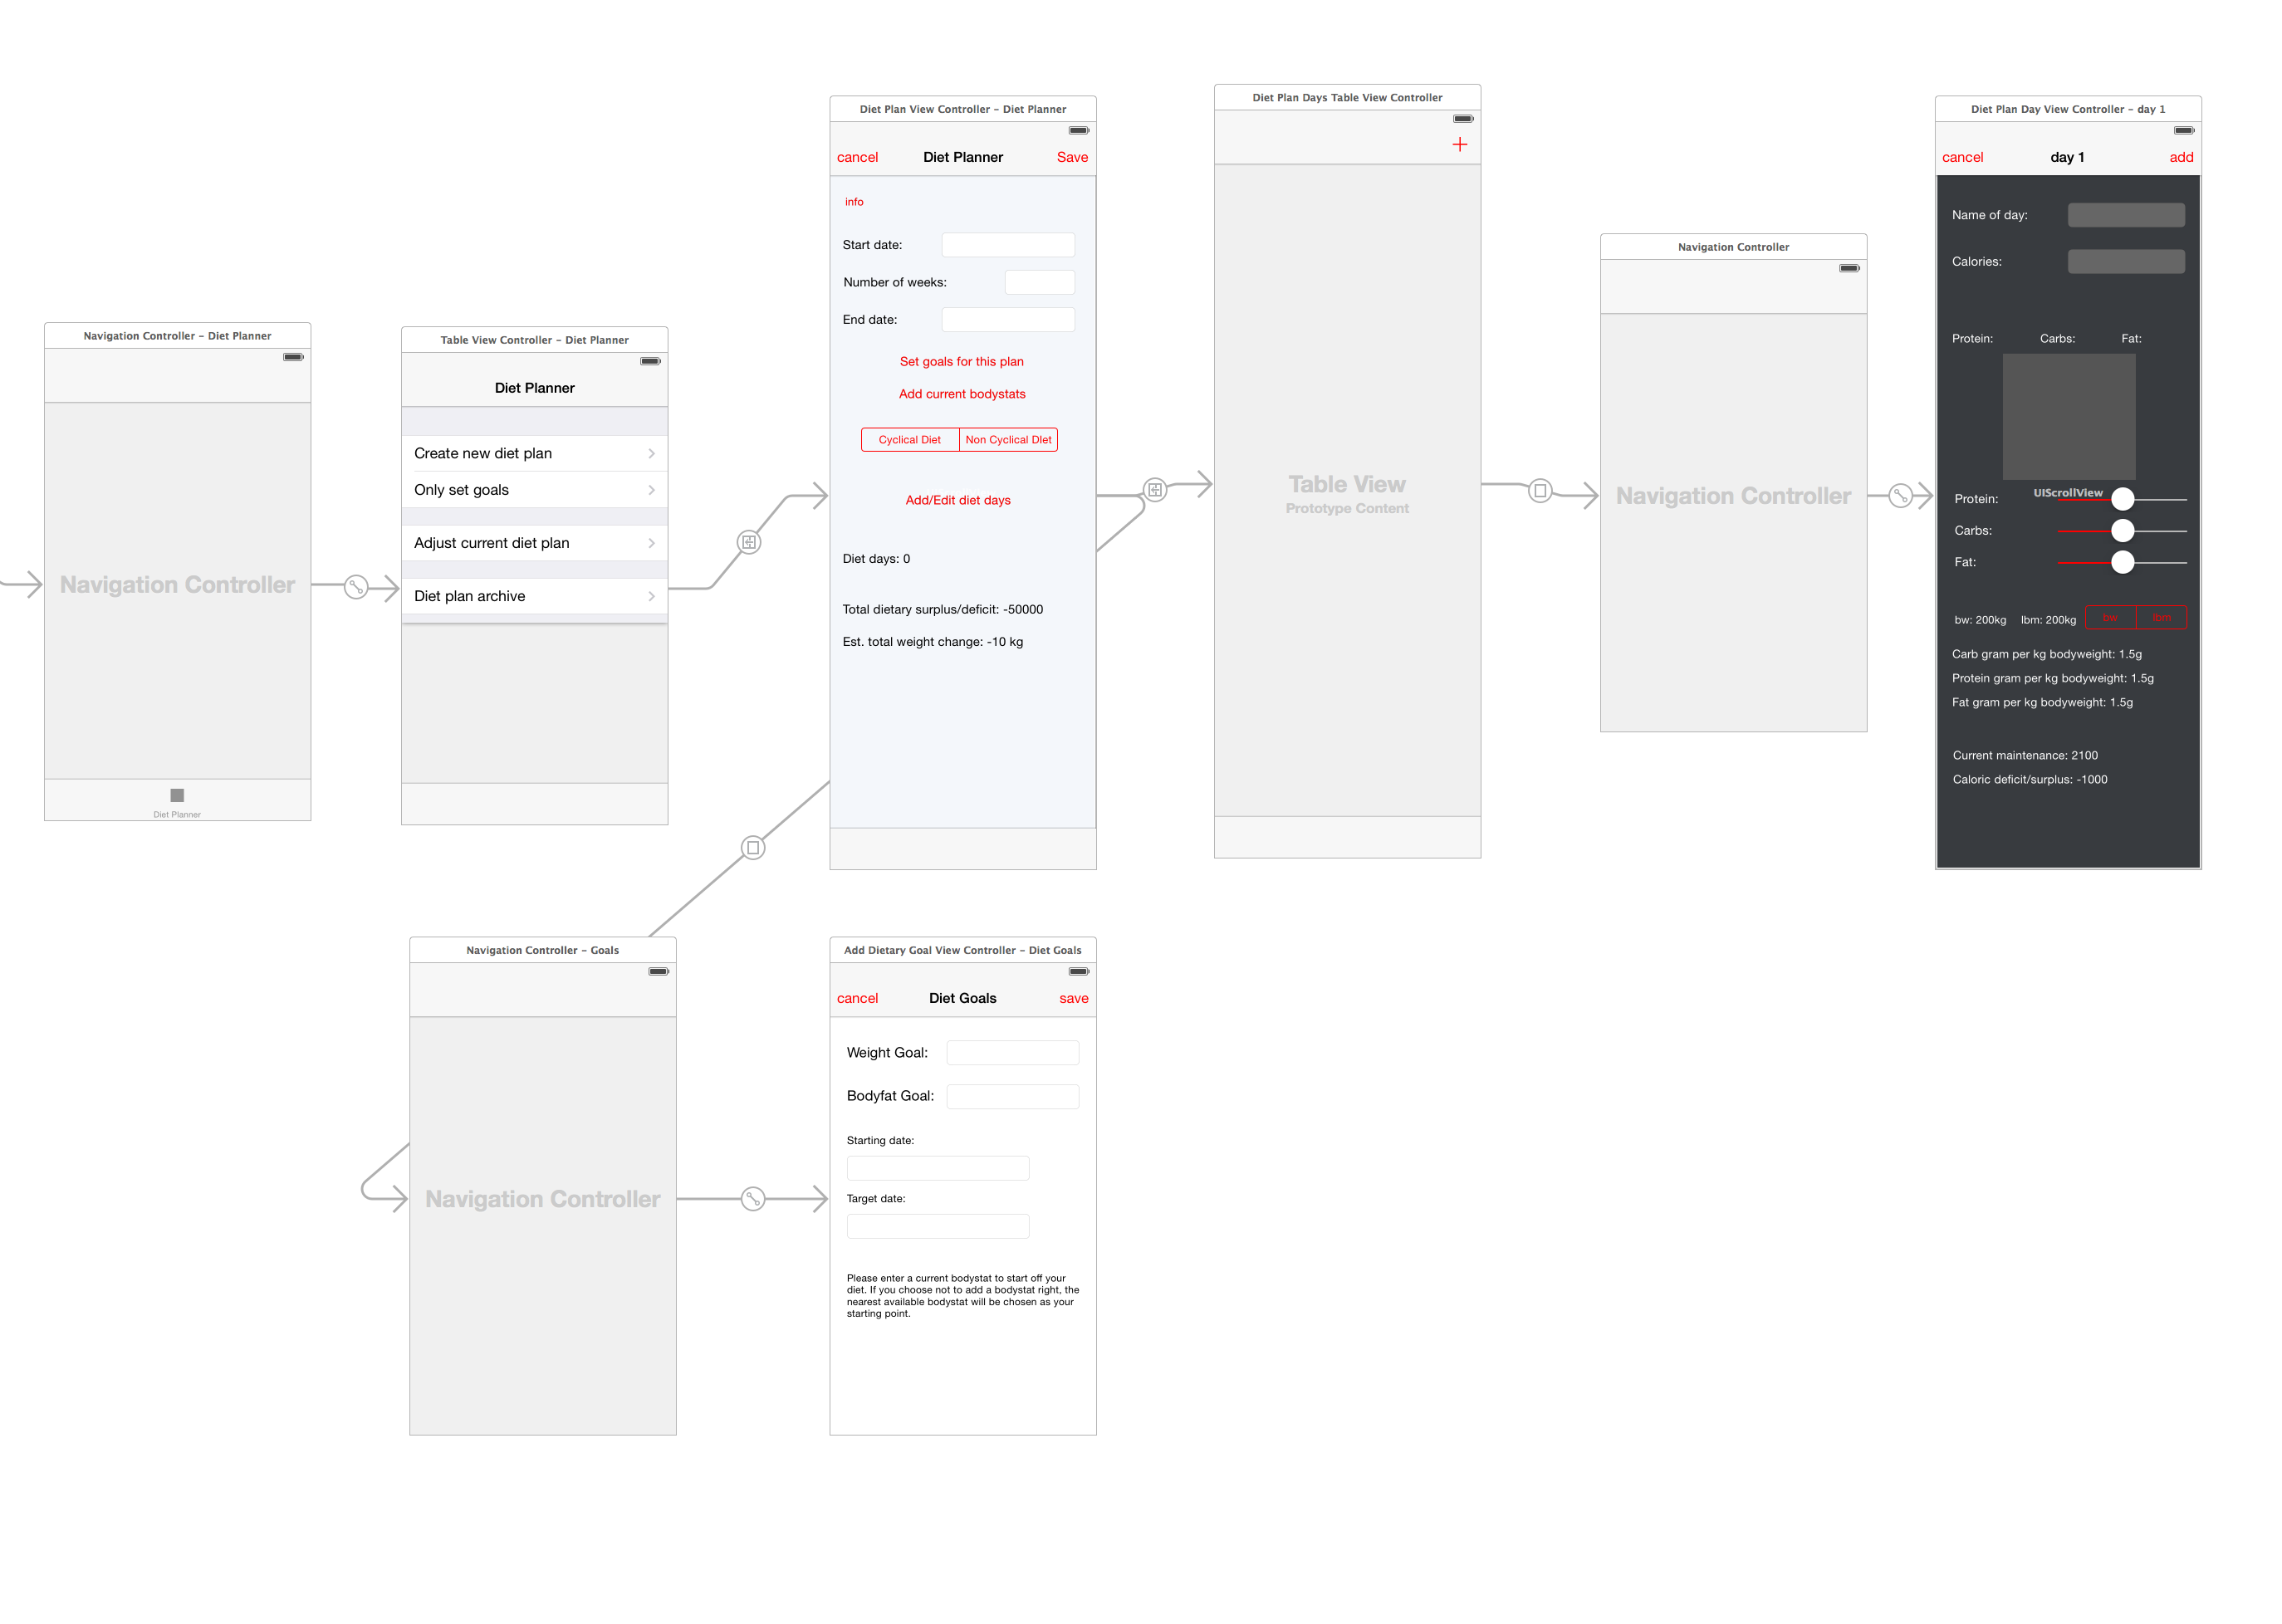 Navigation Controller - Diet Planner
Navigation Controller
Diet Planner
Table View Controller - Diet Planner
Diet Planner
Create new diet plan
Only set goals
Adjust current diet plan
Diet plan archive
Diet Plan View Controller - Diet Planner
cancel Diet Planner Save
info
Start date:
Number of weeks:
End date:
Set goals for this plan
Add current bodystats
Cyclical Diet Non Cyclical DIet
Add/Edit diet days
Diet days: 0
Total dietary surplus/deficit: -50000
Est. total weight change: -10 kg
Diet Plan Days Table View Controller
+
Table View
Prototype Content
Navigation Controller
Navigation Controller
Diet Plan Day View Controller - day 1
cancel day 1 add
Name of day:
Calories:
Protein: Carbs: Fat:
UIScrollView
Protein:
Carbs:
Fat:
bw: 200kg lbm: 200kg bw lbm
Carb gram per kg bodyweight: 1.5g
Protein gram per kg bodyweight: 1.5g
Fat gram per kg bodyweight: 1.5g
Current maintenance: 2100
Caloric deficit/surplus: -1000
Navigation Controller - Goals
Navigation Controller
Add Dietary Goal View Controller - Diet Goals
cancel Diet Goals save
Weight Goal:
Bodyfat Goal:
Starting date:
Target date:
Please enter a current bodystat to start off your
diet. If you choose not to add a bodystat right, the
nearest available bodystat will be chosen as your
starting point.